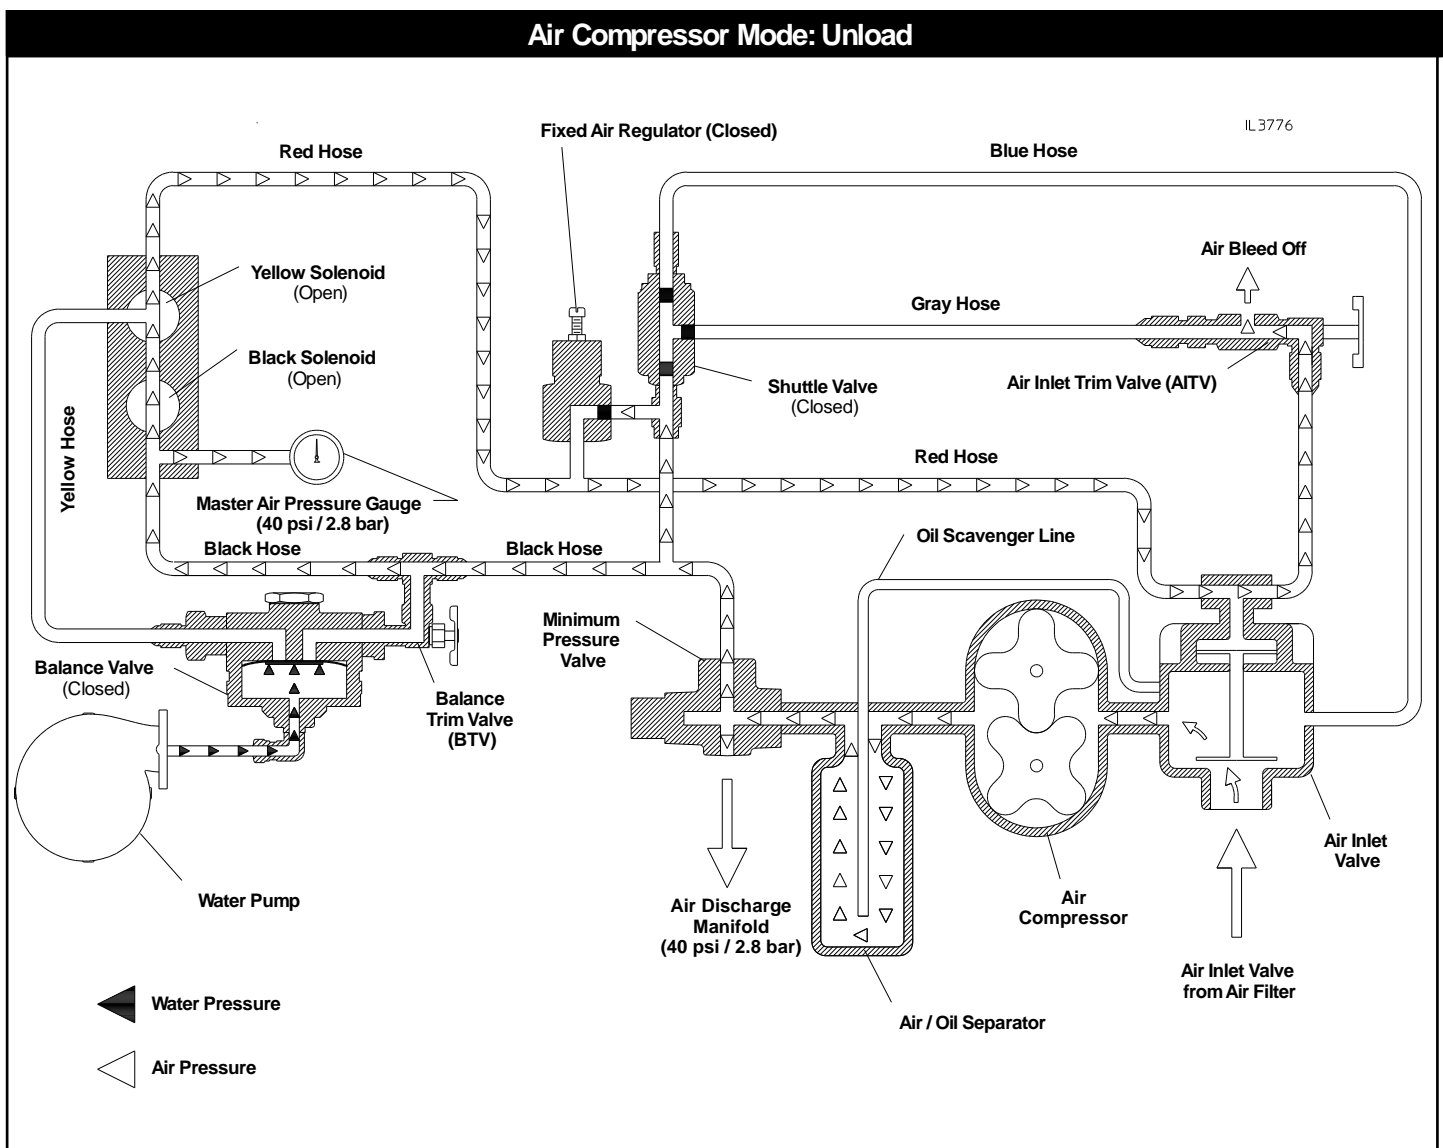 Air Compressor Mode: Unload
Fixed Air Regulator (Closed)
IL3776
Red Hose
Blue Hose
Air Bleed Off
Yellow Solenoid
(Open)
Gray Hose
Black Solenoid
(Open)
Shuttle Valve
(Closed)
Air Inlet Trim Valve (AITV)
Yellow Hose
Red Hose
Master Air Pressure Gauge
(40 psi / 2.8 bar)
Black Hose
Black Hose
Oil Scavenger Line
Minimum
Pressure
Valve
Balance Valve
(Closed)
Balance
Trim Valve
(BTV)
Air Inlet
Valve
Water Pump
Air Discharge
Manifold
(40 psi / 2.8 bar)
Air
Compressor
Air Inlet Valve
from Air Filter
Water Pressure
Air / Oil Separator
Air Pressure